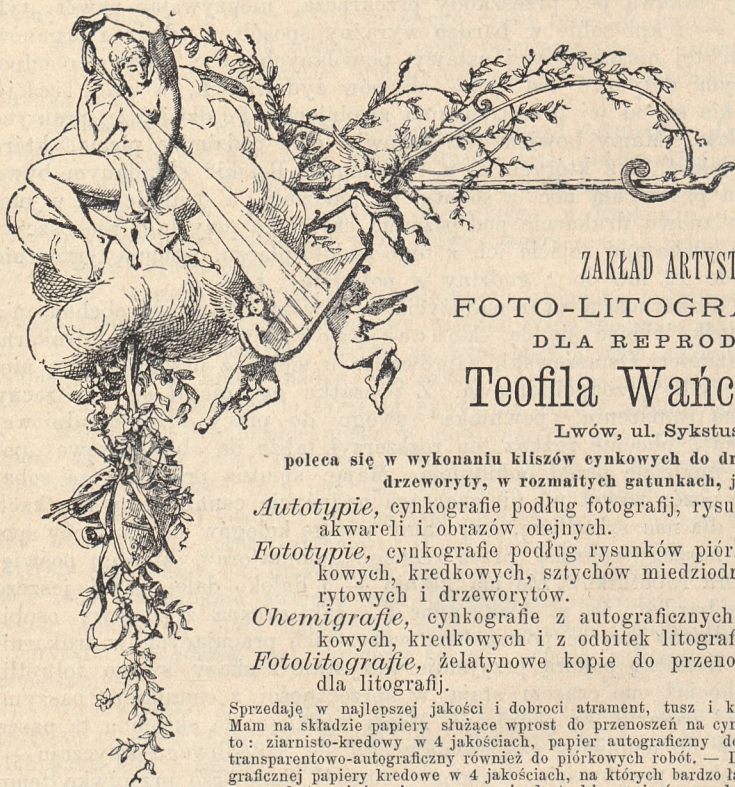 ZAKŁAD ARTYST
FOTO-LITOGRA
DLA REPROD
Teofila Wańc
Lwów, ul. Sykstus
poleca się w wykonaniu kliszów cynkowych do dr
drzeworyty, w rozmaitych gatunkach, j
Autotypie, cynkografie podług fotografij, rysu
akwareli i obrazów olejnych.
Fototypie, cynkografie podług rysunków piór
kowych, kredkowych, sztychów miedziodr
rytowych i drzeworytów.
Chemigrafie, cynkografie z autograficznych
kowych, kredkowych i z odbitek litograf
Fotolitografie, żelatynowe kopie do przeno
dla litografij.
Sprzedaję w najlepszej jakości i dobroci atrament, tusz i k
Mam na składzie papiery służące wprost do przenoszeń na cyn
to: ziarnisto-kredowy w 4 jakościach, papier autograficzny do
transparentowo-autograficzny również do piórkowych robót. —
graficznej papiery kredowe w 4 jakościach, na których bardzo ła